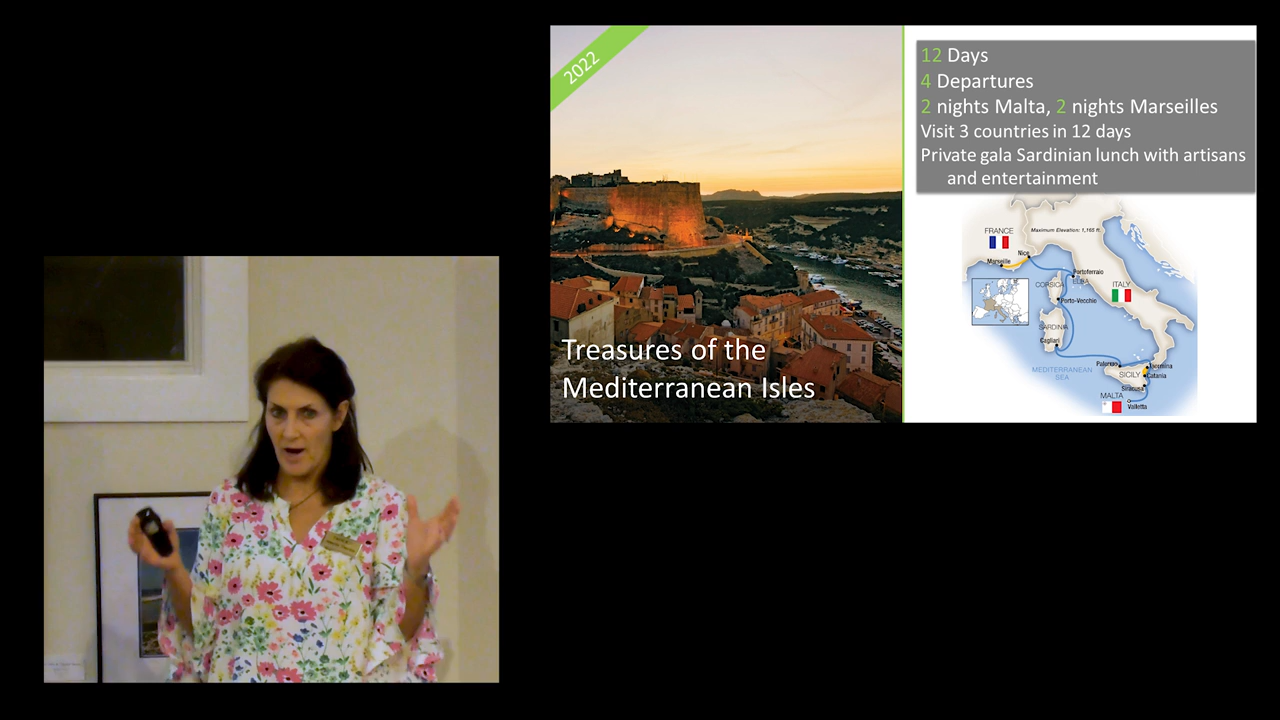 2022
Treasures of the
Mediterranean Isles
12 Days
4 Departures
2 nights Malta, 2 nights Marseilles
Visit 3 countries in 12 days
Private gala Sardinian lunch with artisans
and entertainment
FRANCE
Maximum Elevation: 1,165 ft.
Nice
Marseille
Portoferraio
ELBA
CORSICA
ITALY
Porto-Vecchio
SARDINIA
Cagliari
Palermo
Taormina
MEDITERRANEAN
SEA
SICILY
Catania
Siracusa
MALTA
Valletta